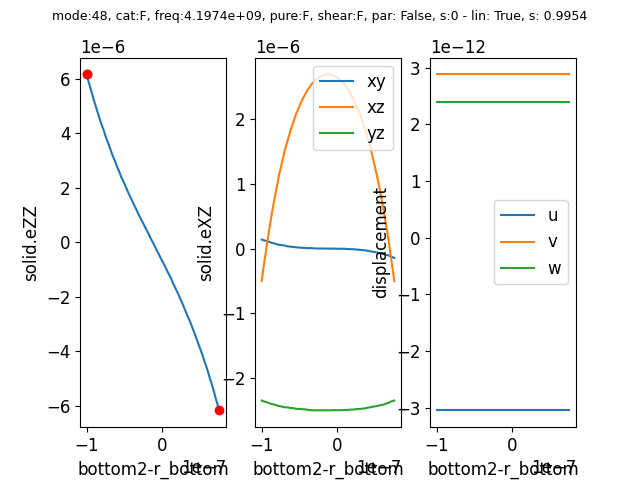 mode:48, cat:F, freq:4.1974e+09, pure:F, shear:F, par: False, s:0 - lin: True, s: 0.9954
1e−6
6
4
2
0
−2
−4
−6
solid.eZZ
−1
0
1e−7
bottom2-r_bottom
1e−6
xy
xz
yz
2
1
0
−1
−2
solid.eXZ
−1
0
1e−7
bottom2-r_bottom
1e−12
3
2
1
0
−1
−2
−3
displacement
u
v
w
−1
0
1e−7
bottom2-r_bottom